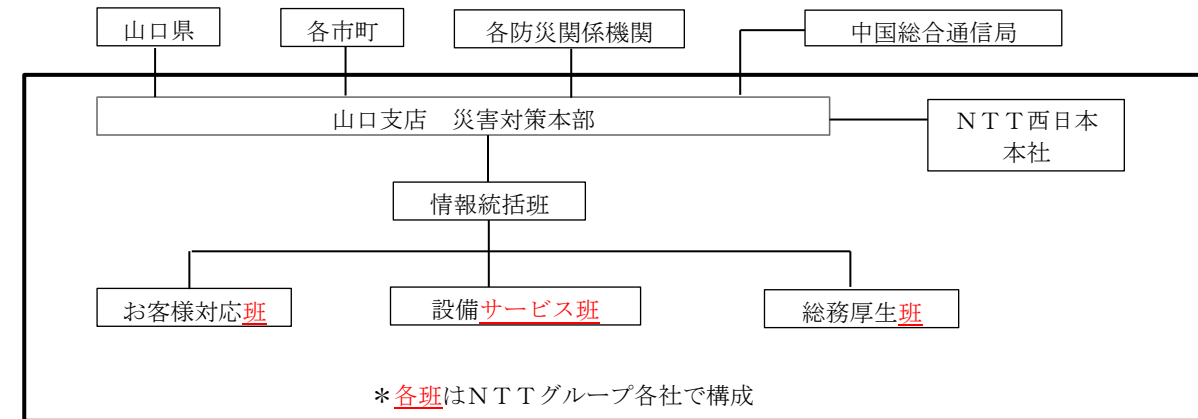 山口県
各市町
各防災関係機関
中国総合通信局
山口支店　災害対策本部
ＮＴＴ西日本
本社
情報統括班
お客様対応班
設備サービス班
総務厚生班
＊各班はＮＴＴグループ各社で構成